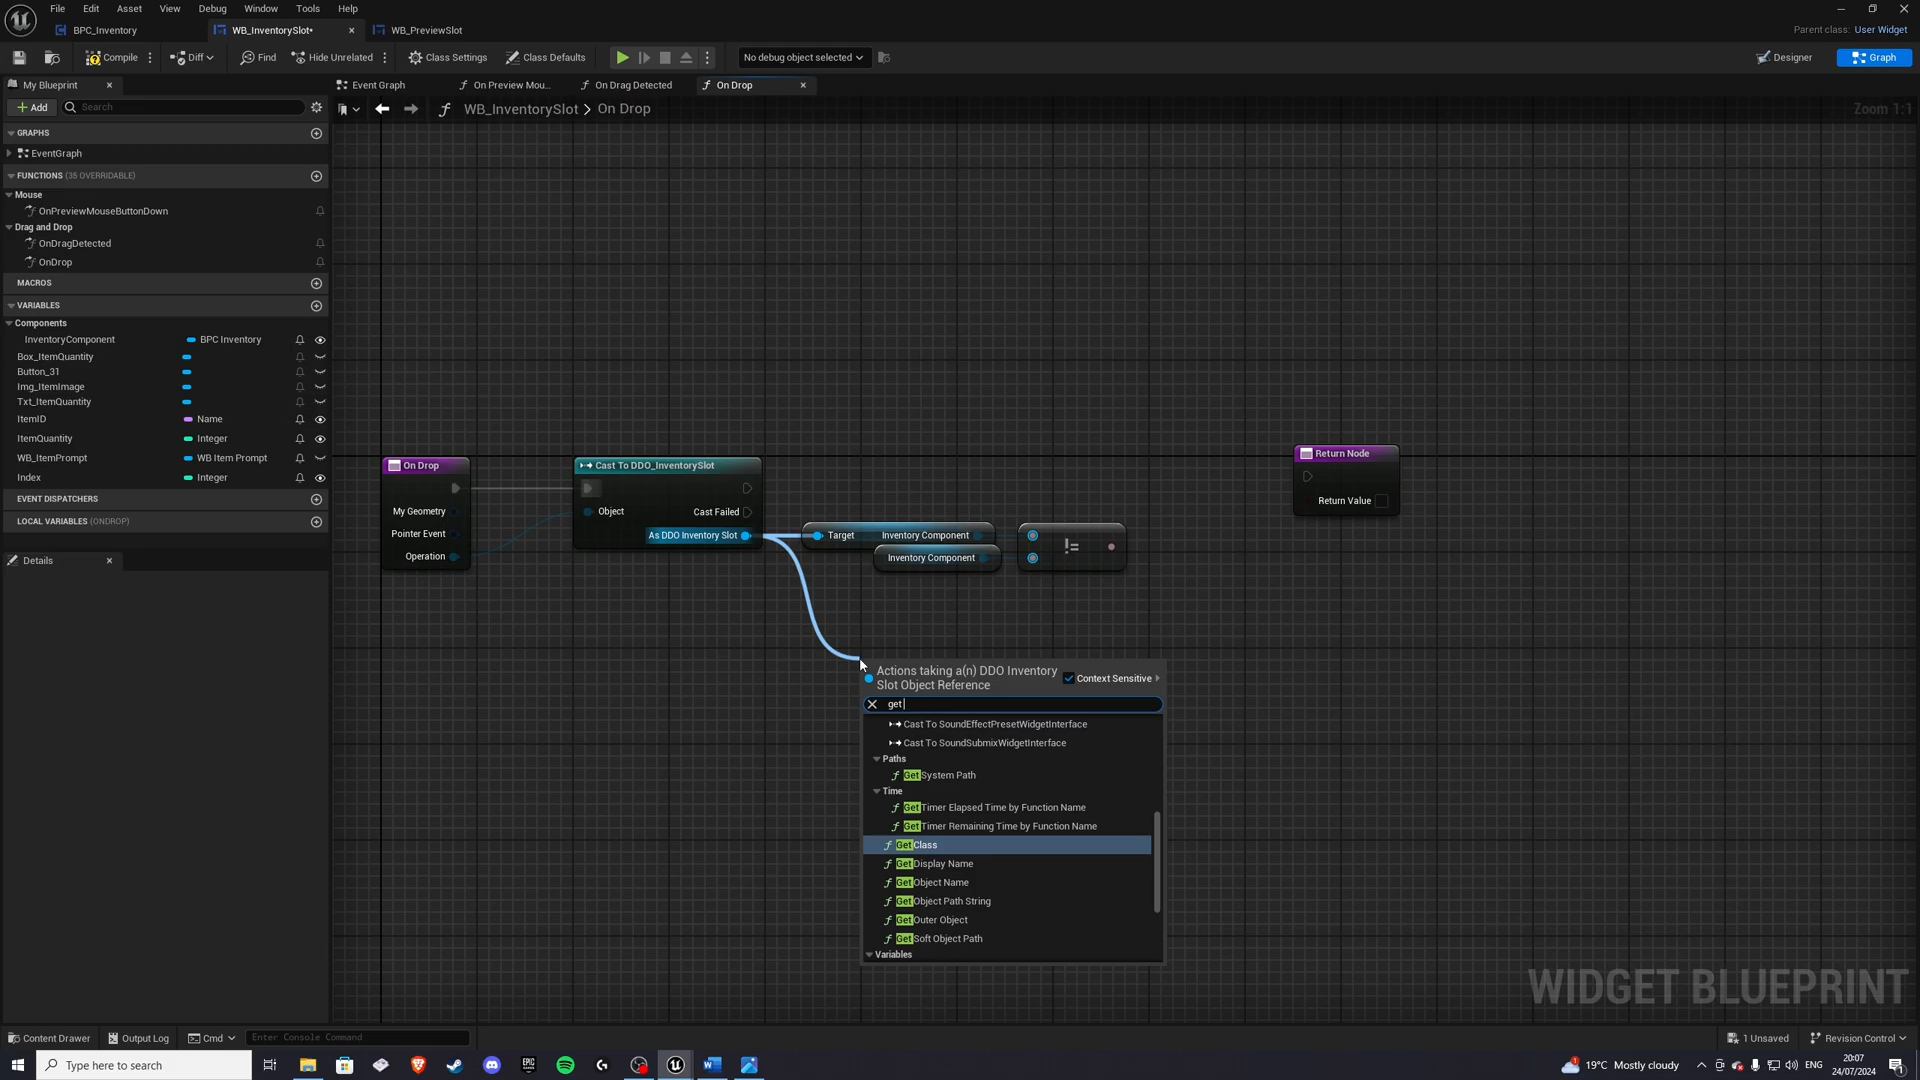 File Edit Asset View Debug Window Tools Help
BPC_Inventory WB_InventorySlot• WB_PreviewSlot
Parent class: User Widget
Compile Diff Find Hide Unrelated Class Settings Class Defaults No debug object selected Designer Graph
My Blueprint Event Graph On Preview Mou... On Drag Detected On Drop
Add Search WB_InventorySlot > On Drop Zoom 1:1
GRAPHS
EventGraph
FUNCTIONS (35 OVERRIDABLE)
Mouse
OnPreviewMouseButtonDown
Drag and Drop
OnDragDetected
OnDrop
MACROS
VARIABLES
Components
InventoryComponent BPC Inventory
Box_ItemQuantity
Button_31
Img_ItemImage
Txt_ItemQuantity
ItemID Name
ItemQuantity Integer
WB_ItemPrompt WB Item Prompt
Index Integer
EVENT DISPATCHERS
LOCAL VARIABLES (ONDROP)
Details
On Drop
My Geometry
Pointer Event
Operation
Cast To DDO_InventorySlot
Object Cast Failed
As DDO Inventory Slot
Target Inventory Component
Inventory Component
!=
Return Node
Return Value
Actions taking a(n) DDO Inventory
Slot Object Reference
Context Sensitive
get
Cast To SoundEffectPresetWidgetInterface
Cast To SoundSubmixWidgetInterface
Paths
Get System Path
Time
Get Timer Elapsed Time by Function Name
Get Timer Remaining Time by Function Name
Get Class
Get Display Name
Get Object Name
Get Object Path String
Get Outer Object
Get Soft Object Path
Variables
WIDGET BLUEPRINT
Content Drawer Output Log Cmd Enter Console Command 1 Unsaved Revision Control
Type here to search
19°C Mostly cloudy ENG
20:07
24/07/2024